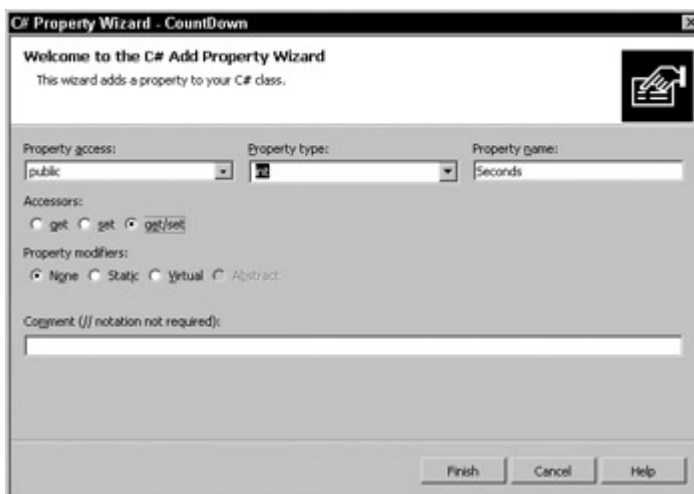 C# Property Wizard - CountDown
Welcome to the C# Add Property Wizard
This wizard adds a property to your C# class.
Property access: Property type: Property name:
public int Seconds
Accessors:
get set get/set
Property modifiers:
None Static Virtual Abstract
Comment (// notation not required):
Finish Cancel Help